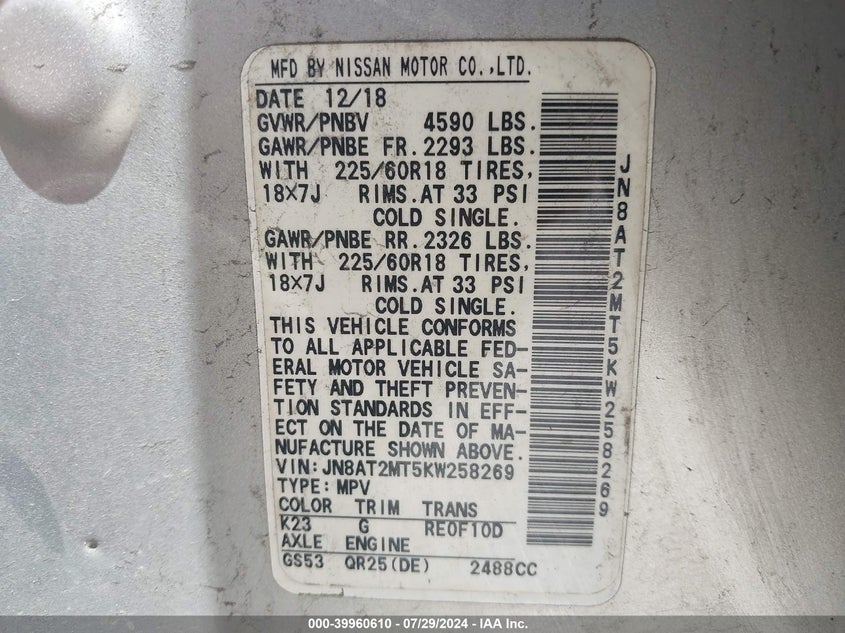 MFD BY NISSAN MOTOR CO.,LTD.
DATE 12/18
GVWR/PNBV 4590 LBS.
GAWR/PNBE FR. 2293 LBS.
WITH 225/60R18 TIRES,
18X7J RIMS.AT 33 PSI
COLD SINGLE.
GAWR/PNBE RR. 2326 LBS.
WITH 225/60R18 TIRES,
18X7J RIMS.AT 33 PSI
COLD SINGLE.
THIS VEHICLE CONFORMS
TO ALL APPLICABLE FED-
ERAL MOTOR VEHICLE SA-
FETY AND THEFT PREVEN-
TION STANDARDS IN EFF-
ECT ON THE DATE OF MA-
NUFACTURE SHOWN ABOVE.
VIN:JN8AT2MT5KW258269
TYPE:MPV
COLOR TRIM TRANS
K23 G RE0F10D
AXLE ENGINE
GS53 QR25(DE) 2488CC
JN8AT2MT5KW258269
000-39960610 - 07/29/2024 - IAA Inc.